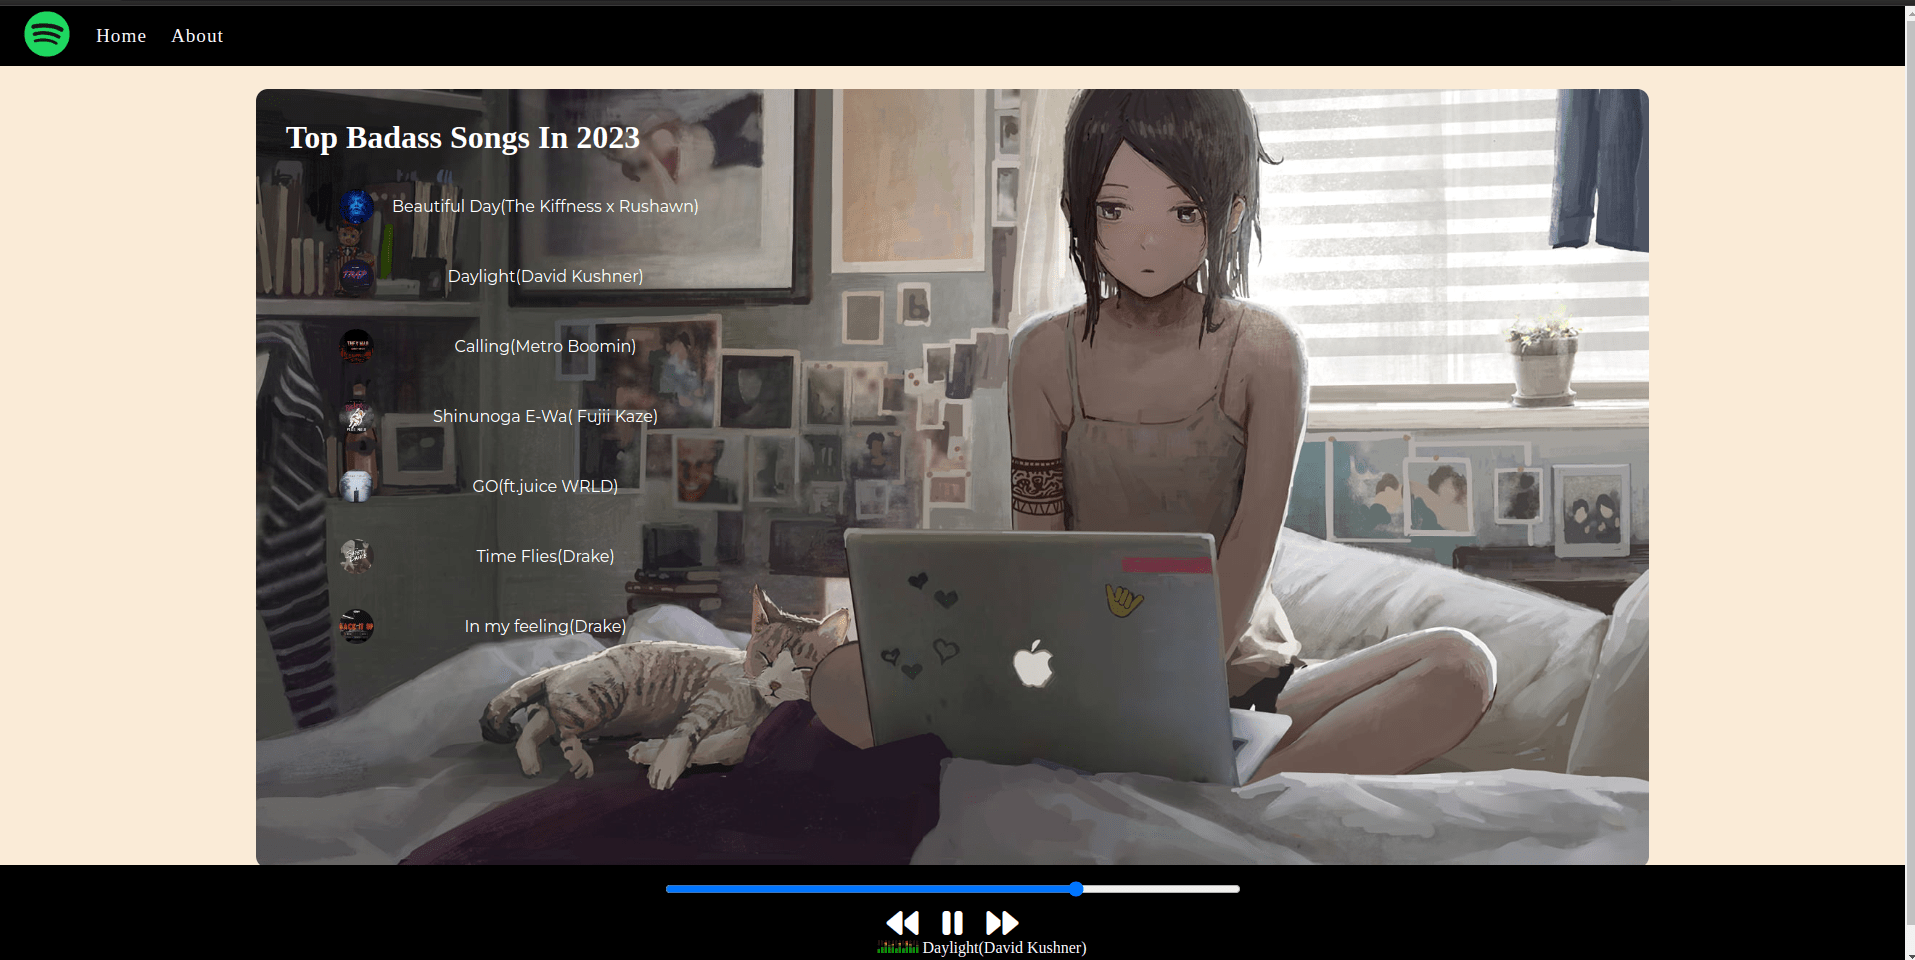 Home About
Top Badass Songs In 2023
Beautiful Day(The Kiffness x Rushawn)
Daylight(David Kushner)
Calling(Metro Boomin)
Shinunoga E-Wa( Fujii Kaze)
GO(ft.juice WRLD)
Time Flies(Drake)
In my feeling(Drake)
Daylight(David Kushner)